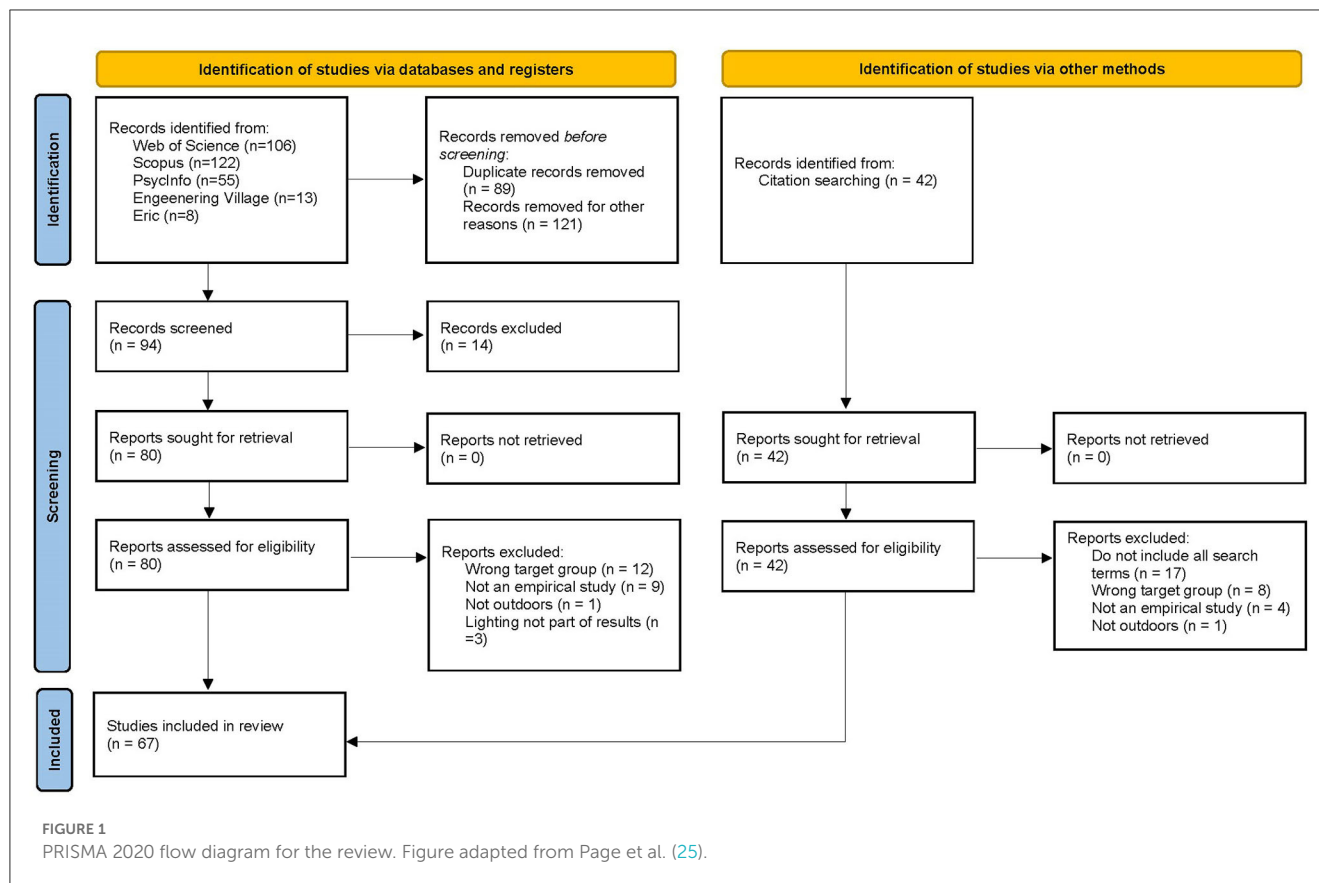 Identification of studies via databases and registers
Identification of studies via other methods
Identification
Records identified from:
Web of Science (n=106)
Scopus (n=122)
PsycInfo (n=55)
Engeenering Village (n=13)
Eric (n=8)
Records removed before
screening:
Duplicate records removed
(n = 89)
Records removed for other
reasons (n = 121)
Records identified from:
Citation searching (n = 42)
Screening
Records screened
(n = 94)
Records excluded
(n = 14)
Reports sought for retrieval
(n = 80)
Reports not retrieved
(n = 0)
Reports sought for retrieval
(n = 42)
Reports not retrieved
(n = 0)
Reports assessed for eligibility
(n = 80)
Reports excluded:
Wrong target group (n = 12)
Not an empirical study (n = 9)
Not outdoors (n = 1)
Lighting not part of results (n
=3)
Reports assessed for eligibility
(n = 42)
Reports excluded:
Do not include all search
terms (n = 17)
Wrong target group (n = 8)
Not an empirical study (n = 4)
Not outdoors (n = 1)
Included
Studies included in review
(n = 67)
FIGURE 1
PRISMA 2020 flow diagram for the review. Figure adapted from Page et al. (25).